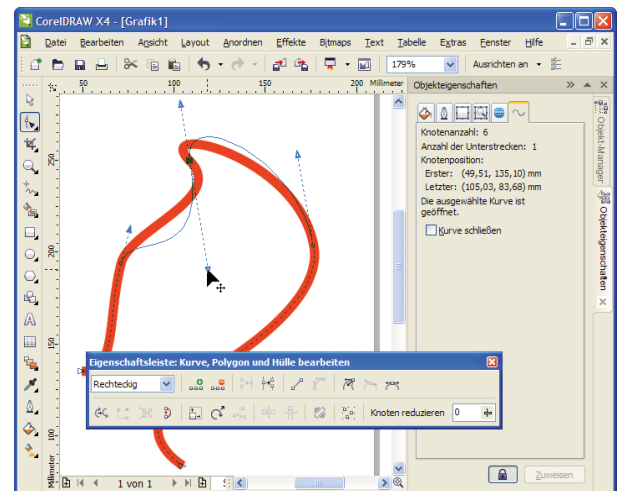 CorelDRAW X4 - [Grafik1]
Datei Bearbeiten Ansicht Layout Anordnen Effekte Bitmaps Text Tabelle Extras Fenster Hilfe
179% Ausrichten an
50 100 150 200 Millimeter
Objekteigenschaften
Knotenanzahl: 6
Anzahl der Unterstrecken: 1
Knotenposition:
Erster: (49,51, 135,10) mm
Letzter: (105,03, 83,68) mm
Die ausgewählte Kurve ist
geöffnet.
Kurve schließen
Objekt-Manager
Objekteigenschaften
250
200
150
100
Millimeter
Eigenschaftsleiste: Kurve, Polygon und Hülle bearbeiten
Rechteckig
Knoten reduzieren 0
1 von 1
Zuweisen